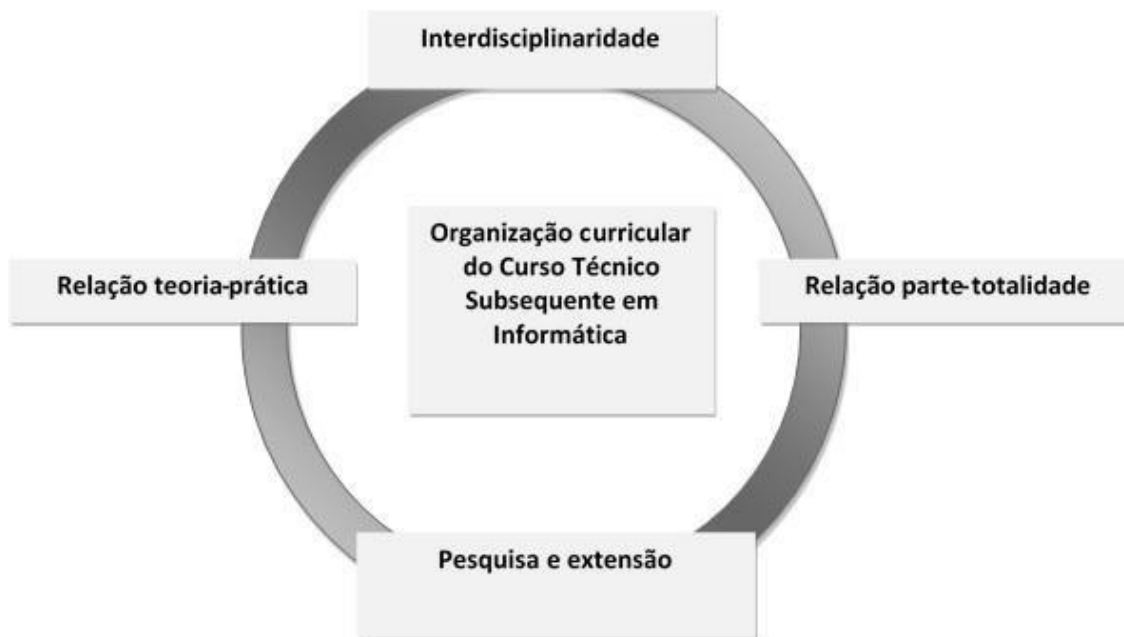 Interdisciplinaridade
Organização curricular
do Curso Técnico
Subsequente em
Informática
Relação teoria-prática
Relação parte-totalidade
Pesquisa e extensão